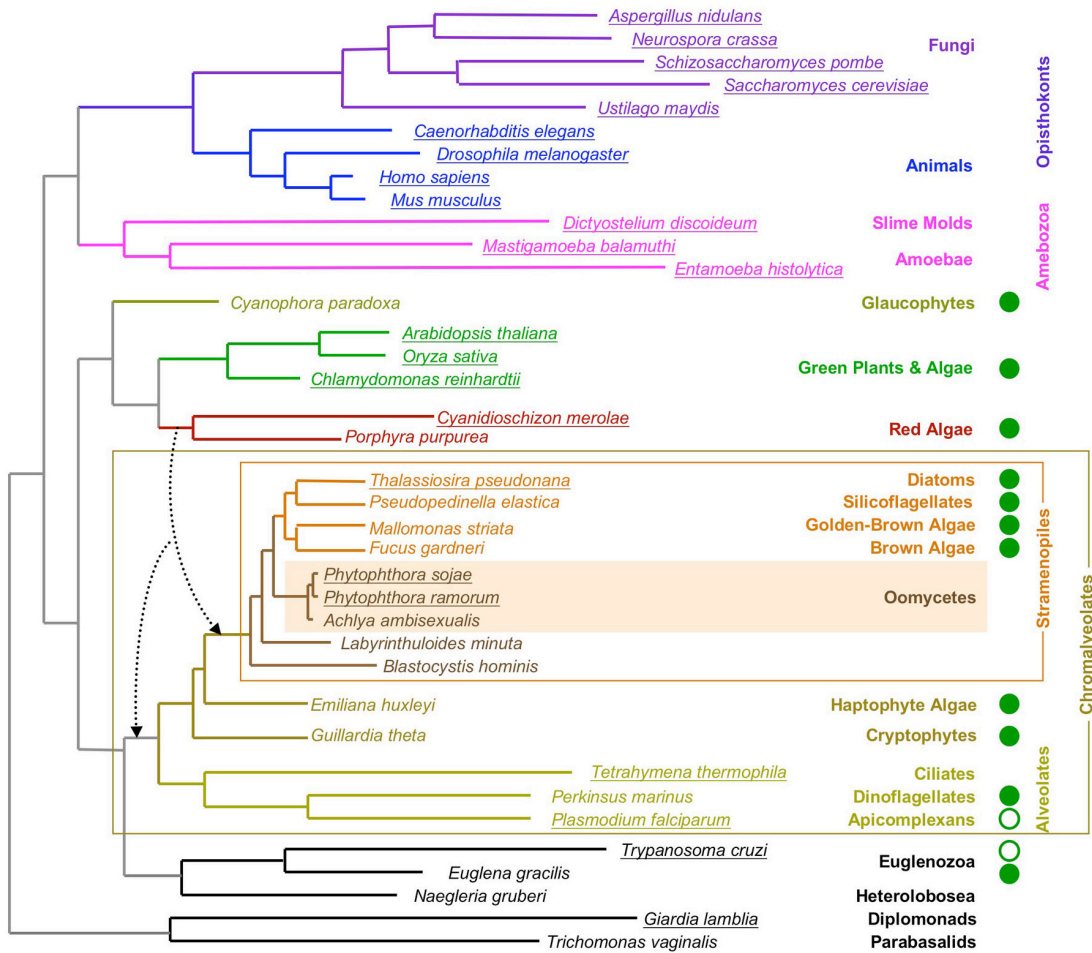 Aspergillus nidulans
Neurospora crassa
Fungi
Schizosaccharomyces pombe
Saccharomyces cerevisiae
Ustilago maydis
Opisthokonts
Caenorhabditis elegans
Drosophila melanogaster
Animals
Homo sapiens
Mus musculus
Dictyostelium discoideum
Slime Molds
Mastigamoeba balamuthi
Amoebae
Entamoeba histolytica
Amebozoa
Cyanophora paradoxa
Glaucophytes
Arabidopsis thaliana
Oryza sativa
Green Plants & Algae
Chlamydomonas reinhardtii
Cyanidioschizon merolae
Red Algae
Porphyra purpurea
Thalassiosira pseudonana
Diatoms
Pseudopedinella elastica
Silicoflagellates
Mallomonas striata
Golden-Brown Algae
Fucus gardneri
Brown Algae
Phytophthora sojae
Phytophthora ramorum
Oomycetes
Achlya ambisexualis
Labyrinthuloides minuta
Blastocystis hominis
Stramenopiles
Chromalveolates
Emiliana huxleyi
Haptophyte Algae
Guillardia theta
Cryptophytes
Tetrahymena thermophila
Ciliates
Perkinsus marinus
Dinoflagellates
Plasmodium falciparum
Apicomplexans
Alveolates
Trypanosoma cruzi
Euglenozoa
Euglena gracilis
Naegleria gruberi
Heterolobosea
Giardia lamblia
Diplomonads
Trichomonas vaginalis
Parabasalids